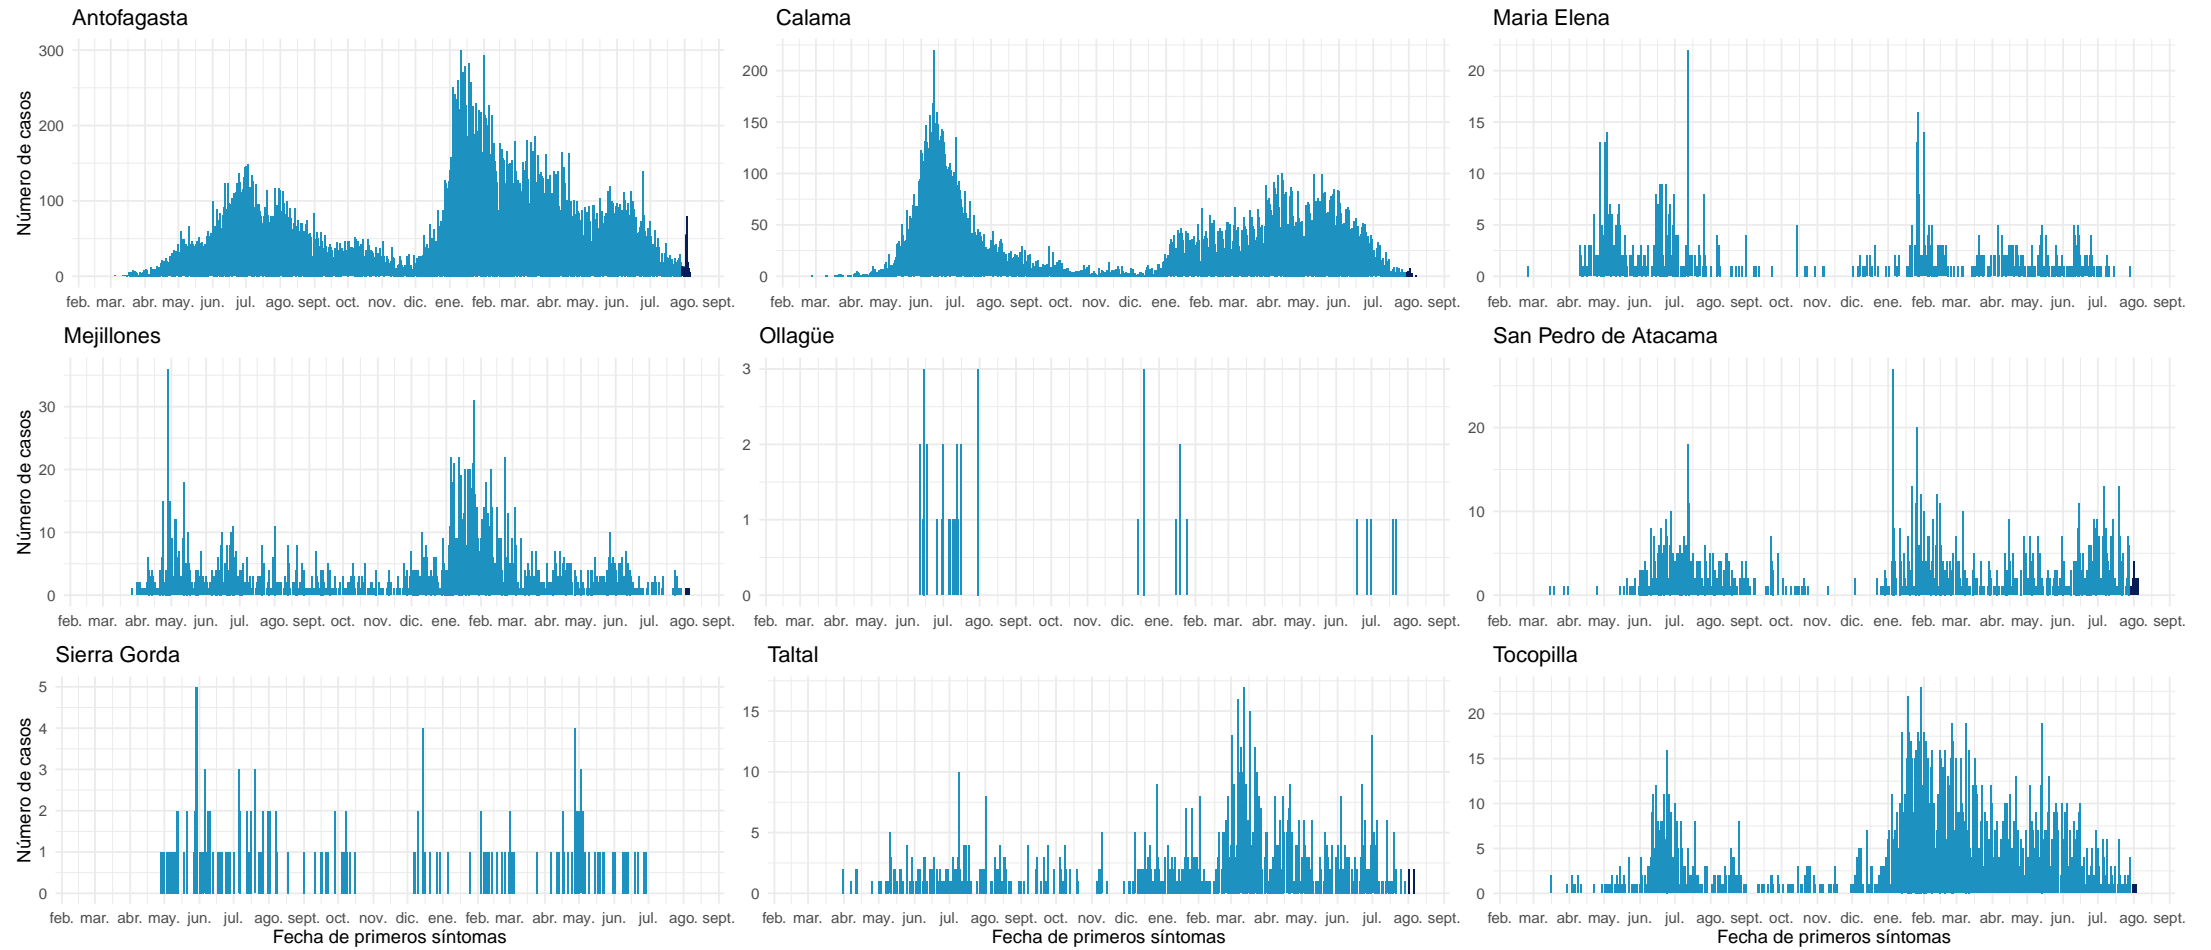 Antofagasta
Calama
Maria Elena
Número de casos
300
200
100
0
200
150
100
50
0
20
15
10
5
0
feb. mar. abr. may. jun. jul. ago. sept. oct. nov. dic. ene. feb. mar. abr. may. jun. jul. ago. sept.
feb. mar. abr. may. jun. jul. ago. sept. oct. nov. dic. ene. feb. mar. abr. may. jun. jul. ago. sept.
feb. mar. abr. may. jun. jul. ago. sept. oct. nov. dic. ene. feb. mar. abr. may. jun. jul. ago. sept.
Mejillones
Ollagüe
San Pedro de Atacama
Número de casos
30
20
10
0
3
2
1
0
20
10
0
feb. mar. abr. may. jun. jul. ago. sept. oct. nov. dic. ene. feb. mar. abr. may. jun. jul. ago. sept.
feb. mar. abr. may. jun. jul. ago. sept. oct. nov. dic. ene. feb. mar. abr. may. jun. jul. ago. sept.
feb. mar. abr. may. jun. jul. ago. sept. oct. nov. dic. ene. feb. mar. abr. may. jun. jul. ago. sept.
Sierra Gorda
Taltal
Tocopilla
Número de casos
5
4
3
2
1
0
15
10
5
0
20
15
10
5
0
feb. mar. abr. may. jun. jul. ago. sept. oct. nov. dic. ene. feb. mar. abr. may. jun. jul. ago. sept.
feb. mar. abr. may. jun. jul. ago. sept. oct. nov. dic. ene. feb. mar. abr. may. jun. jul. ago. sept.
feb. mar. abr. may. jun. jul. ago. sept. oct. nov. dic. ene. feb. mar. abr. may. jun. jul. ago. sept.
Fecha de primeros síntomas
Fecha de primeros síntomas
Fecha de primeros síntomas